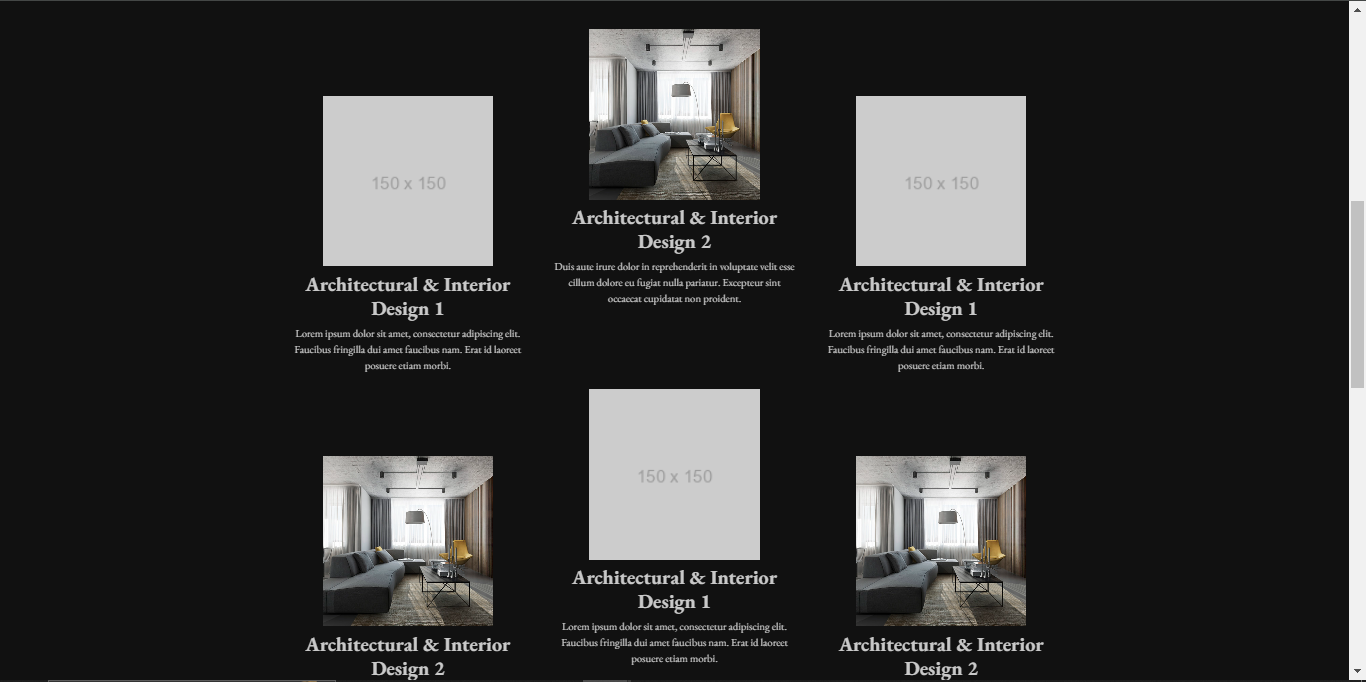 150 x 150
Architectural & Interior
Design 1
Lorem ipsum dolor sit amet, consectetur adipiscing elit.
Faucibus fringilla dui amet faucibus nam. Erat id laoreet
posuere etiam morbi.
Architectural & Interior
Design 2
Duis aute irure dolor in reprehenderit in voluptate velit esse
cillum dolore eu fugiat nulla pariatur. Excepteur sint
occaecat cupidatat non proident.
150 x 150
Architectural & Interior
Design 1
Lorem ipsum dolor sit amet, consectetur adipiscing elit.
Faucibus fringilla dui amet faucibus nam. Erat id laoreet
posuere etiam morbi.
Architectural & Interior
Design 2
150 x 150
Architectural & Interior
Design 1
Lorem ipsum dolor sit amet, consectetur adipiscing elit.
Faucibus fringilla dui amet faucibus nam. Erat id laoreet
posuere etiam morbi.
Architectural & Interior
Design 2